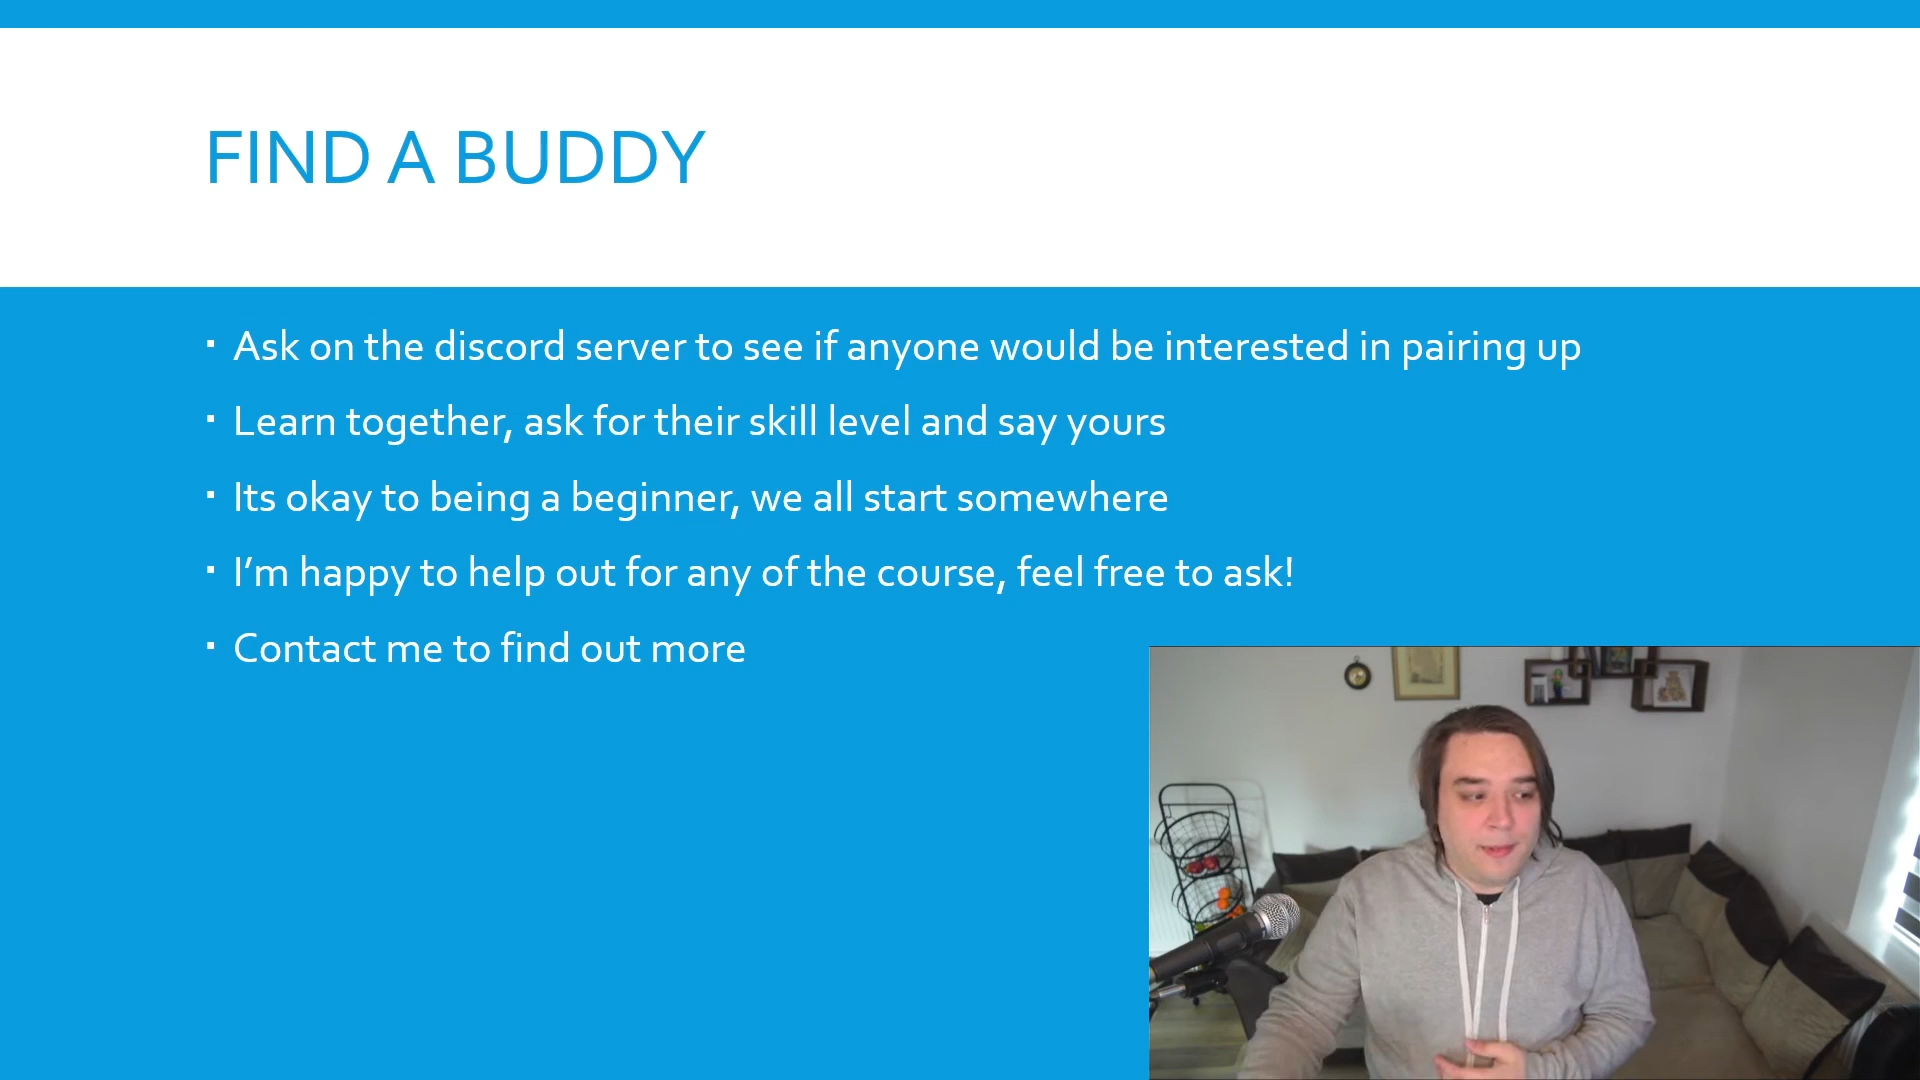 FIND A BUDDY
▪ Ask on the discord server to see if anyone would be interested in pairing up
▪ Learn together, ask for their skill level and say yours
▪ Its okay to being a beginner, we all start somewhere
▪ I’m happy to help out for any of the course, feel free to ask!
▪ Contact me to find out more